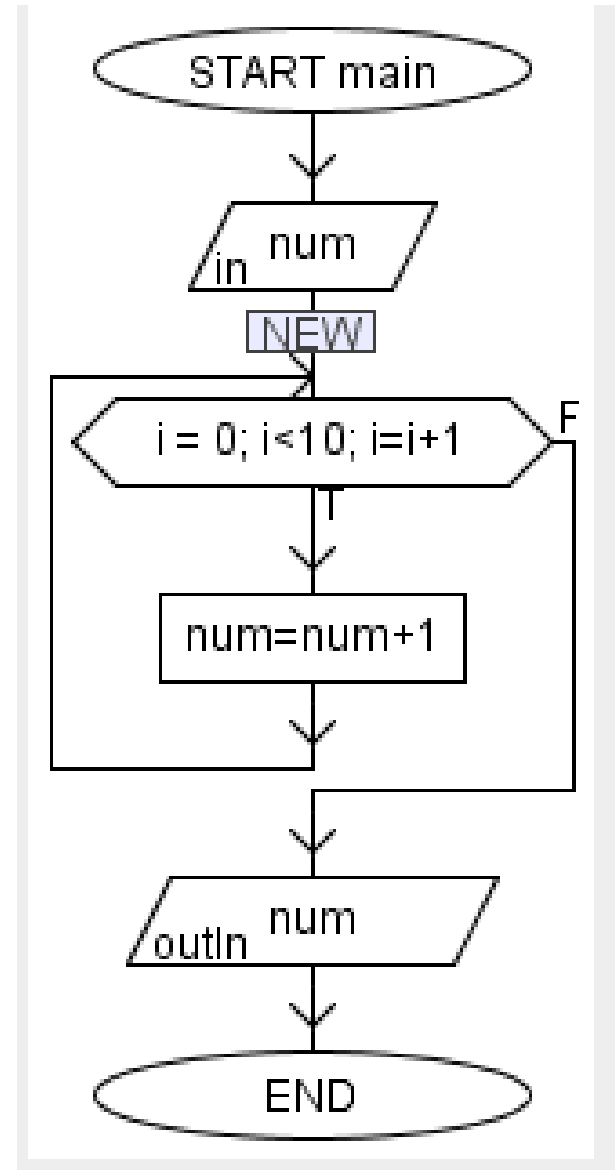 START main
num
in
NEW
i = 0; i<10; i=i+1
F
T
num=num+1
num
outln
END